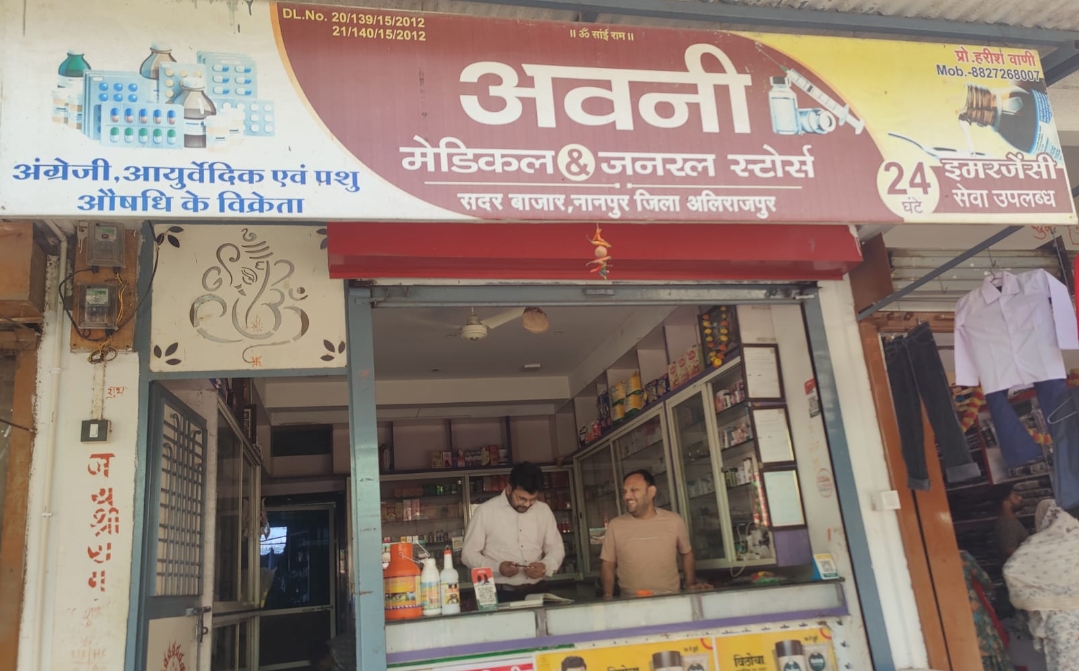 DL.No. 20/139/15/2012
21/140/15/2012
॥ ॐ सांई राम ॥
प्रो.हरीश वाणी
Mob.-8827268007
अवनी
मेडिकल & जनरल स्टोर्स
सदर बाजार,नानपुर जिला अलिराजपुर
अंग्रेजी,आयुर्वेदिक एवं पशु
औषधि के विक्रेता
24 घंटे
इमरजेंसी
सेवा उपलब्ध
जय श्री राम